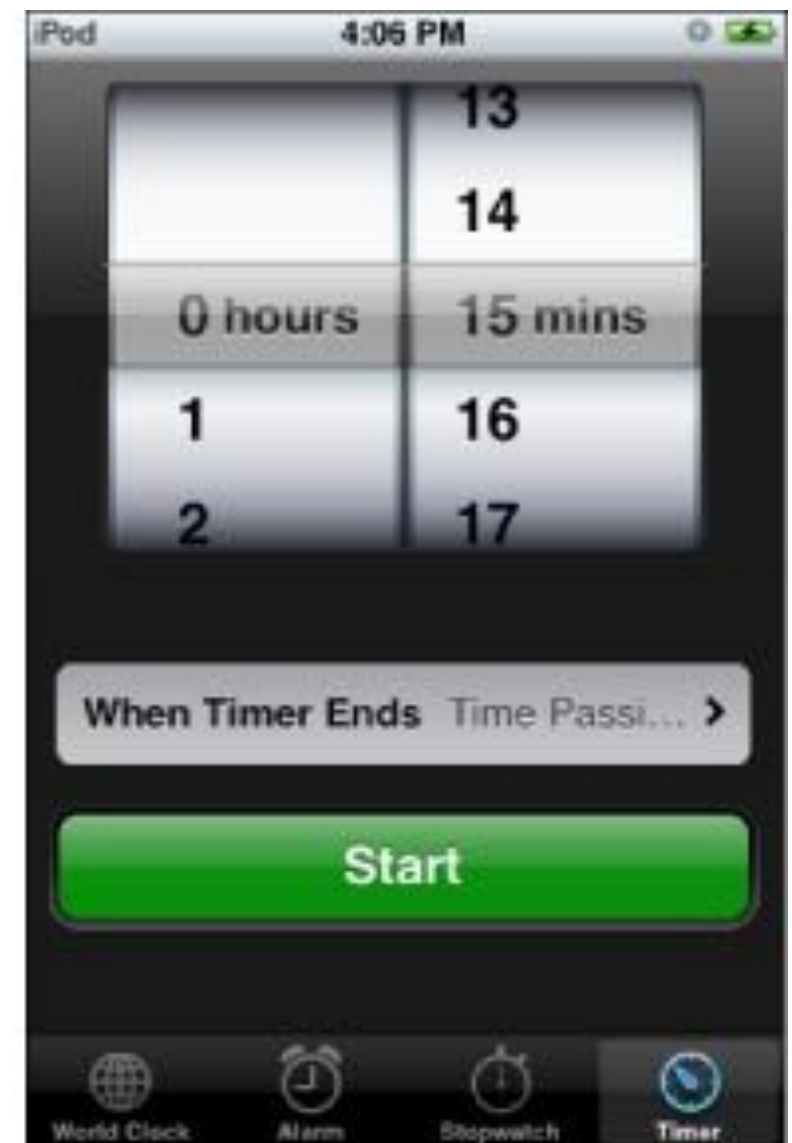 iPod 4:06 PM
13
14
0 hours 15 mins
1 16
2 17
When Timer Ends Time Passi...
Start
World Clock Alarm Stopwatch Timer